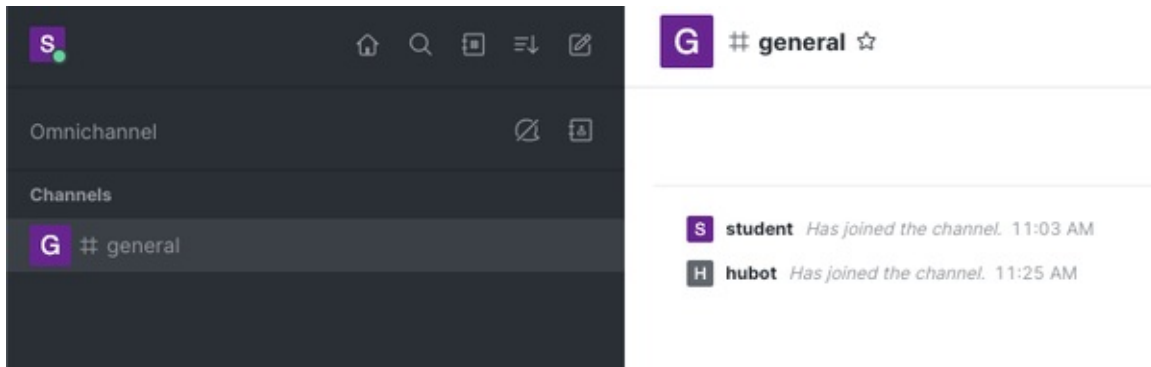 S
Omnichannel
Channels
G # general
G # general
S student Has joined the channel. 11:03 AM
H hubot Has joined the channel. 11:25 AM